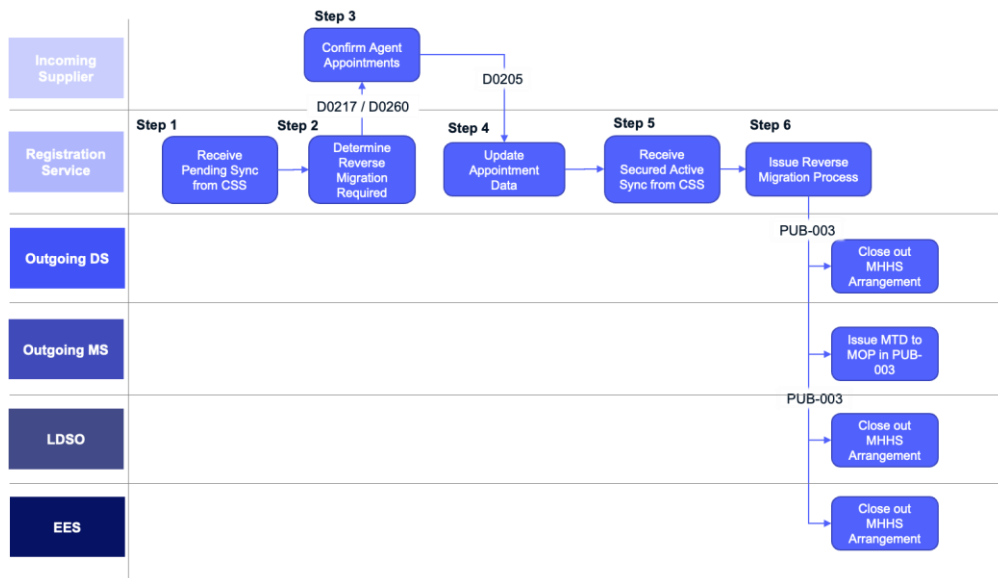 Step 3
Incoming
Supplier
Confirm Agent
Appointments
D0205
D0217 / D0260
Step 1
Step 2
Step 4
Step 5
Step 6
Registration
Service
Receive
Pending Sync
from CSS
Determine
Reverse
Migration
Required
Update
Appointment
Data
Receive
Secured Active
Sync from CSS
Issue Reverse
Migration Process
PUB-003
Outgoing DS
Close out
MHHS
Arrangement
Outgoing MS
Issue MTD to
MOP in PUB-
003
PUB-003
LDSO
Close out
MHHS
Arrangement
EES
Close out
MHHS
Arrangement